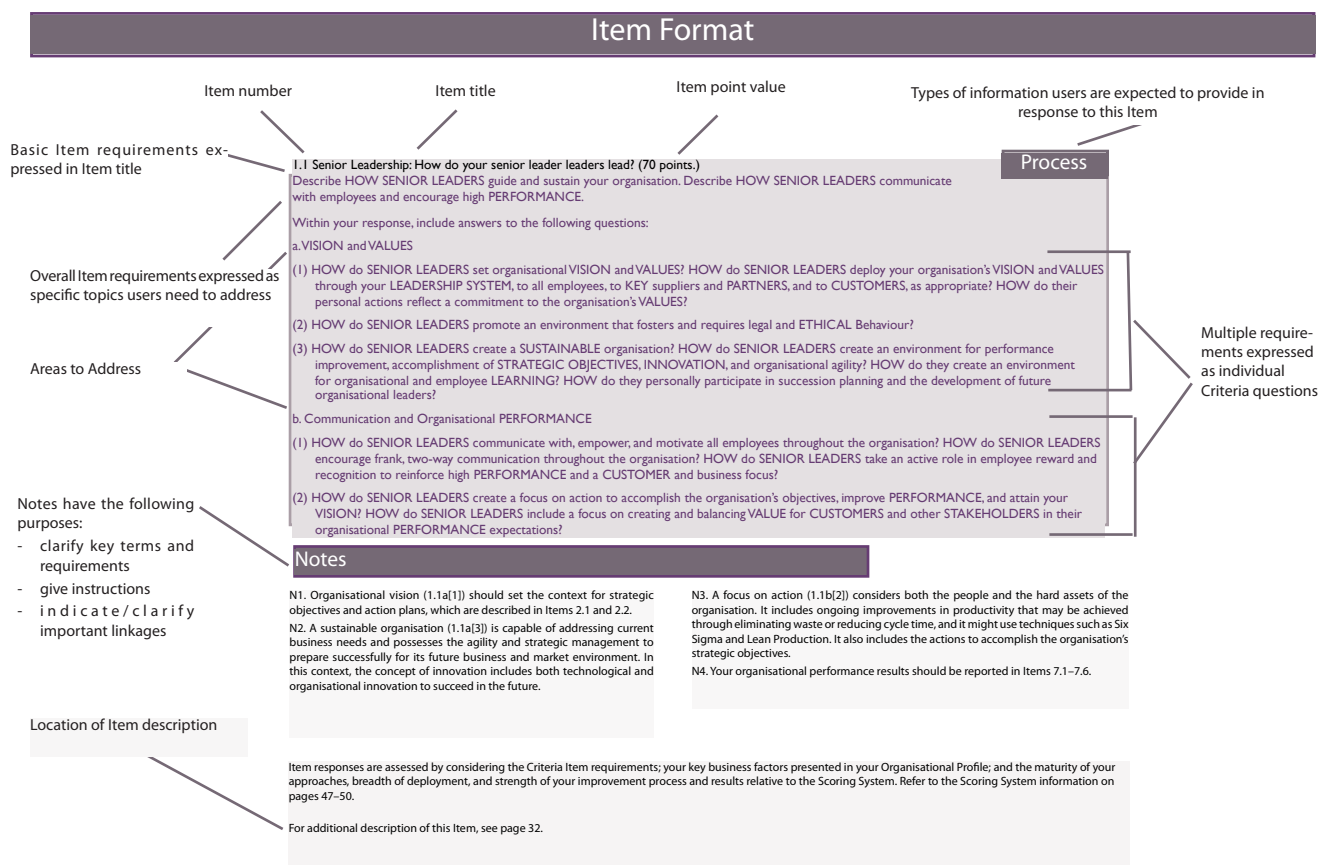 Item Format
Item number
Item title
Item point value
Types of information users are expected to provide in
response to this Item
Basic Item requirements ex-
pressed in Item title
1.1 Senior Leadership: How do your senior leader leaders lead? (70 points.)
Process
Describe HOW SENIOR LEADERS guide and sustain your organisation. Describe HOW SENIOR LEADERS communicate
with employees and encourage high PERFORMANCE.
Within your response, include answers to the following questions:
a. VISION and VALUES
Overall Item requirements expressed as
specific topics users need to address
(1) HOW do SENIOR LEADERS set organisational VISION and VALUES? HOW do SENIOR LEADERS deploy your organisation's VISION and VALUES
through your LEADERSHIP SYSTEM, to all employees, to KEY suppliers and PARTNERS, and to CUSTOMERS, as appropriate? HOW do their
personal actions reflect a commitment to the organisation's VALUES?
(2) HOW do SENIOR LEADERS promote an environment that fosters and requires legal and ETHICAL Behaviour?
Areas to Address
(3) HOW do SENIOR LEADERS create a SUSTAINABLE organisation? HOW do SENIOR LEADERS create an environment for performance
improvement, accomplishment of STRATEGIC OBJECTIVES, INNOVATION, and organisational agility? HOW do they create an environment
for organisational and employee LEARNING? HOW do they personally participate in succession planning and the development of future
organisational leaders?
Multiple require-
ments expressed
as individual
Criteria questions
b. Communication and Organisational PERFORMANCE
(1) HOW do SENIOR LEADERS communicate with, empower, and motivate all employees throughout the organisation? HOW do SENIOR LEADERS
encourage frank, two-way communication throughout the organisation? HOW do SENIOR LEADERS take an active role in employee reward and
recognition to reinforce high PERFORMANCE and a CUSTOMER and business focus?
(2) HOW do SENIOR LEADERS create a focus on action to accomplish the organisation's objectives, improve PERFORMANCE, and attain your
VISION? HOW do SENIOR LEADERS include a focus on creating and balancing VALUE for CUSTOMERS and other STAKEHOLDERS in their
organisational PERFORMANCE expectations?
Notes have the following
purposes:
- clarify key terms and
requirements
- give instructions
- indicate/clarify
important linkages
Notes
N1. Organisational vision (1.1a[1]) should set the context for strategic
objectives and action plans, which are described in Items 2.1 and 2.2.
N2. A sustainable organisation (1.1a[3]) is capable of addressing current
business needs and possesses the agility and strategic management to
prepare successfully for its future business and market environment. In
this context, the concept of innovation includes both technological and
organisational innovation to succeed in the future.
N3. A focus on action (1.1b[2]) considers both the people and the hard assets of the
organisation. It includes ongoing improvements in productivity that may be achieved
through eliminating waste or reducing cycle time, and it might use techniques such as Six
Sigma and Lean Production. It also includes the actions to accomplish the organisation's
strategic objectives.
N4. Your organisational performance results should be reported in Items 7.1–7.6.
Location of Item description
Item responses are assessed by considering the Criteria Item requirements; your key business factors presented in your Organisational Profile; and the maturity of your
approaches, breadth of deployment, and strength of your improvement process and results relative to the Scoring System. Refer to the Scoring System information on
pages 47–50.
For additional description of this Item, see page 32.